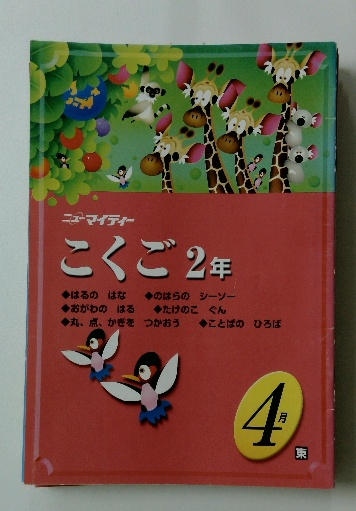 ニューマイティー
こくご 2年
◆はるの はな ◆のはらの シーソー
◆おがわの はる ◆たけのこ ぐん
◆丸、点、かぎを つかおう ◆ことばの ひろば
4月
東